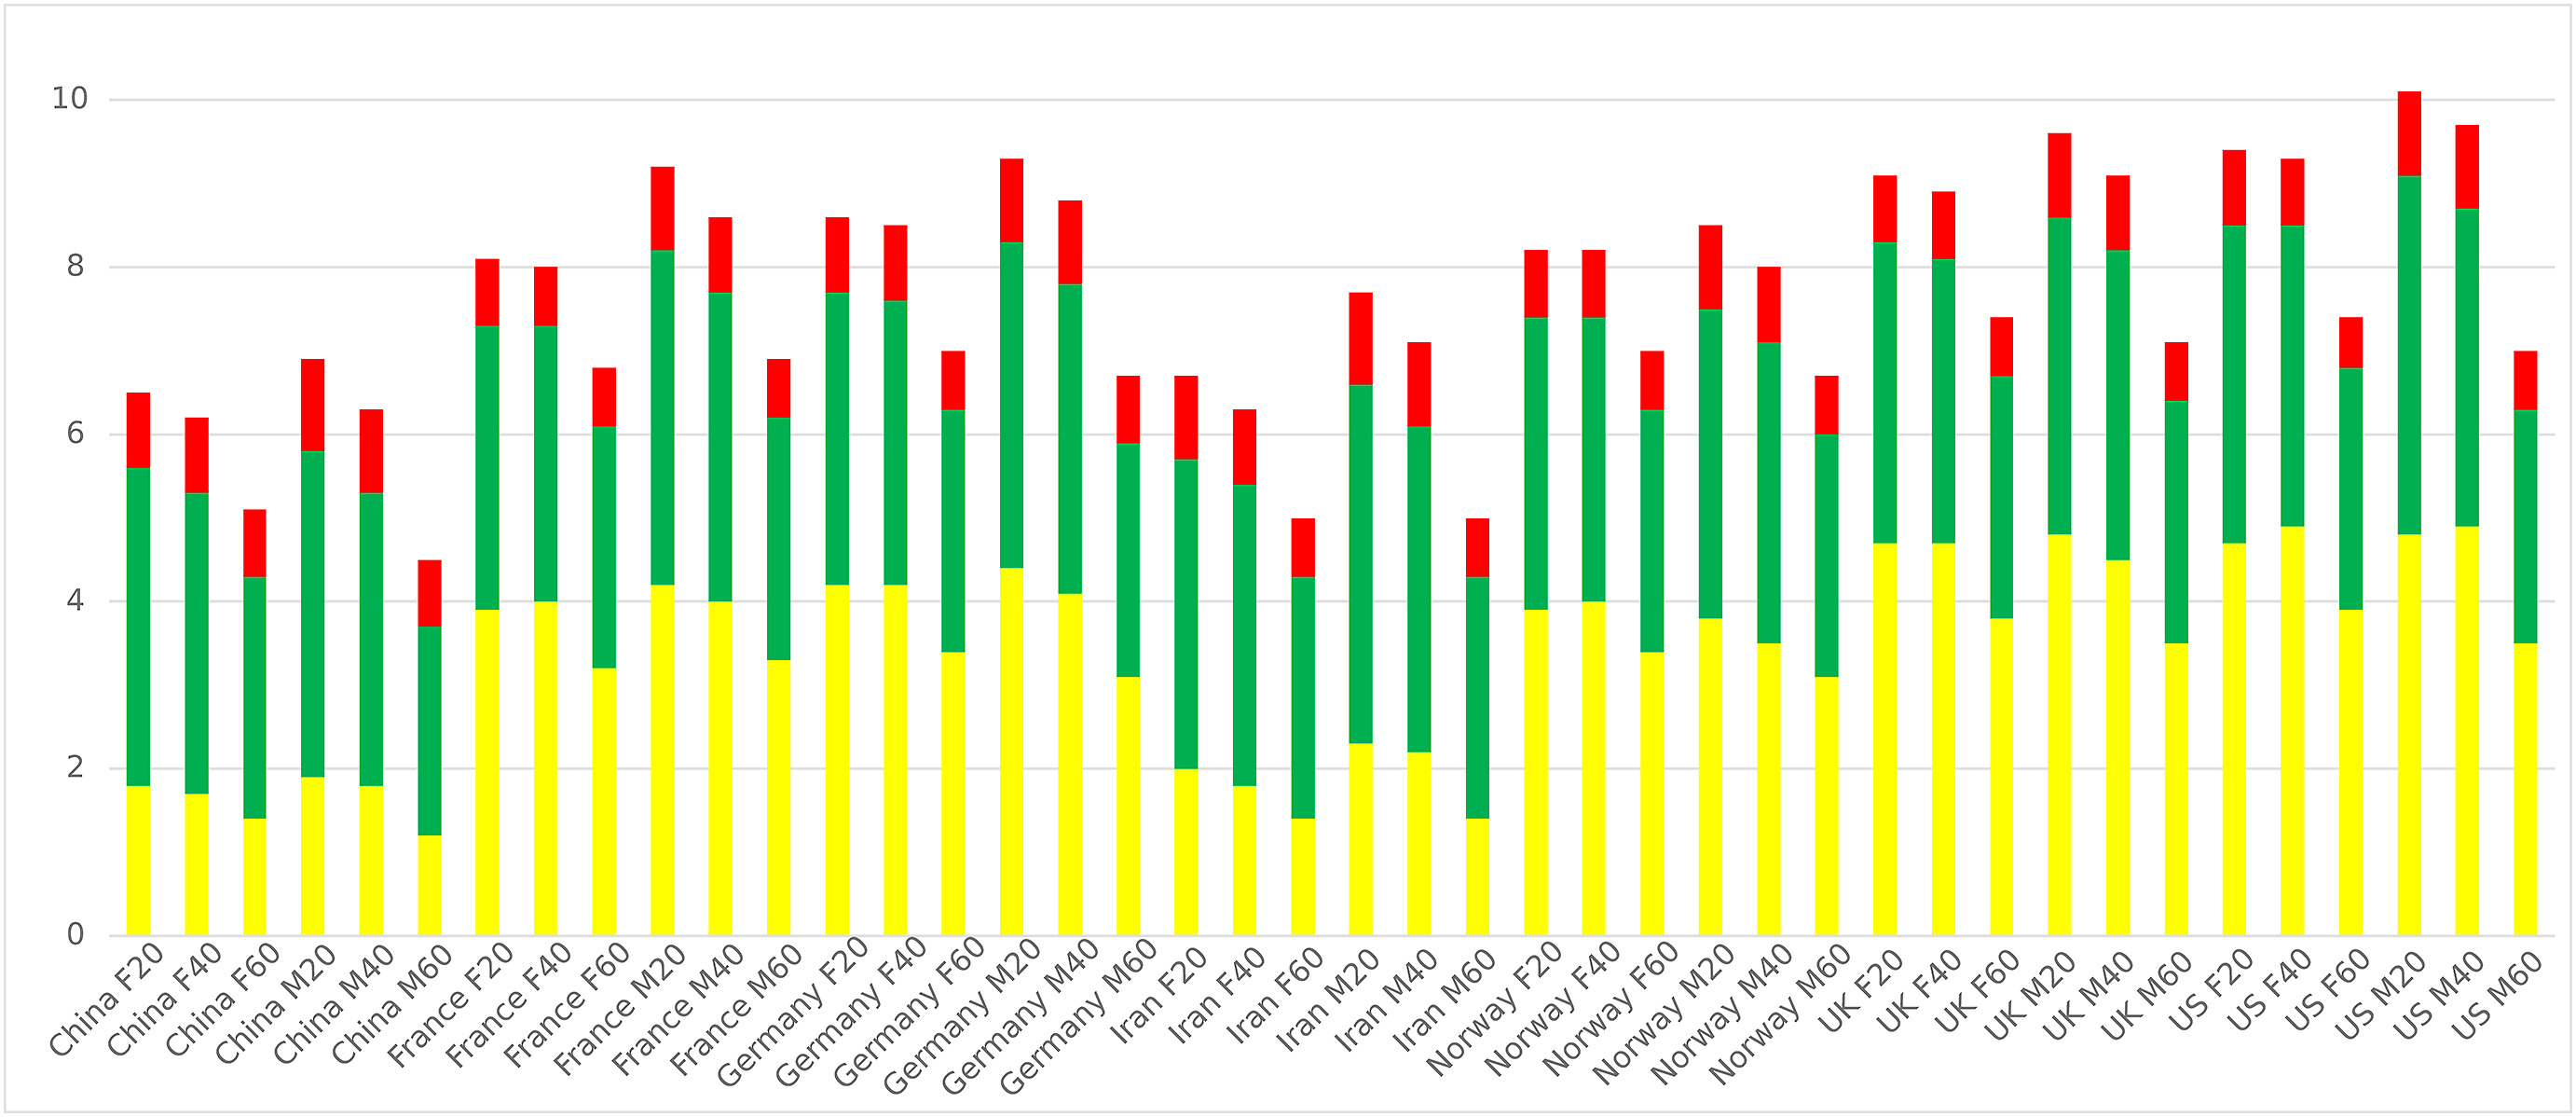 10
8
6
4
2
0
China F20
China F40
China F60
China M20
China M40
China M60
France F20
France F40
France F60
France M20
France M40
France M60
Germany F20
Germany F40
Germany F60
Germany M20
Germany M40
Germany M60
Iran F20
Iran F40
Iran F60
Iran M20
Iran M40
Iran M60
Norway F20
Norway F40
Norway F60
Norway M20
Norway M40
Norway M60
UK F20
UK F40
UK F60
UK M20
UK M40
UK M60
US F20
US F40
US F60
US M20
US M40
US M60